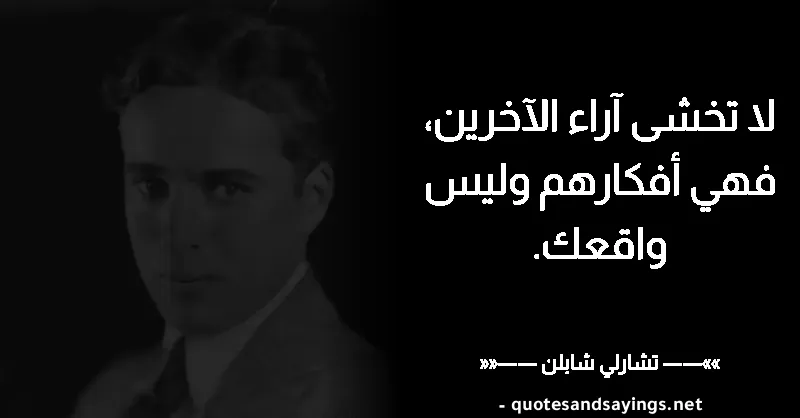 لا تخشى آراء الآخرين،
فهي أفكارهم وليس
واقعك.
»»—— تشارلي شابلن ——««
- quotesandsayings.net